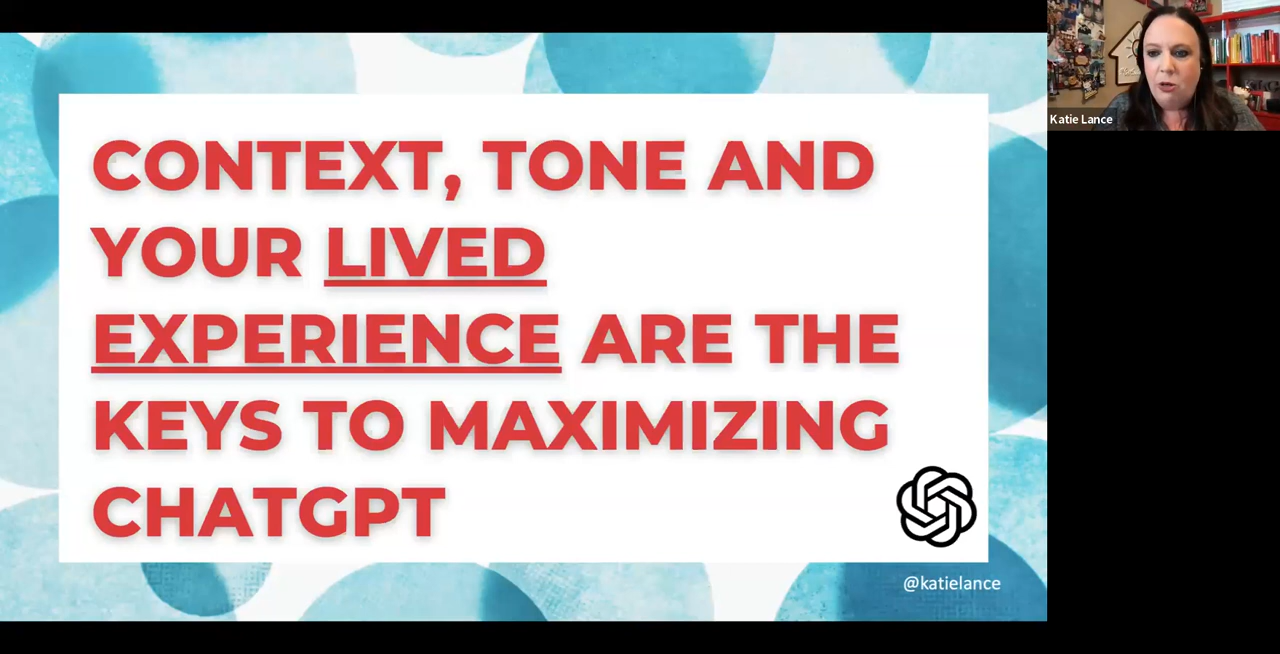 CONTEXT, TONE AND
YOUR LIVED
EXPERIENCE ARE THE
KEYS TO MAXIMIZING
CHATGPT
@katielance
Katie Lance